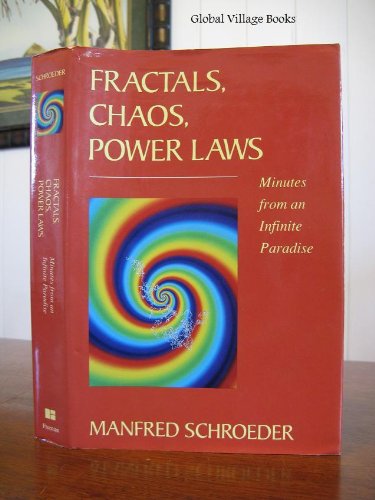 Global Village Books
SCHROEDER
FRACTALS,
CHAOS,
POWER LAWS
Minutes from an
Infinite Paradise
FRACTALS,
CHAOS,
POWER LAWS
Minutes
from an
Infinite
Paradise
MANFRED SCHROEDER